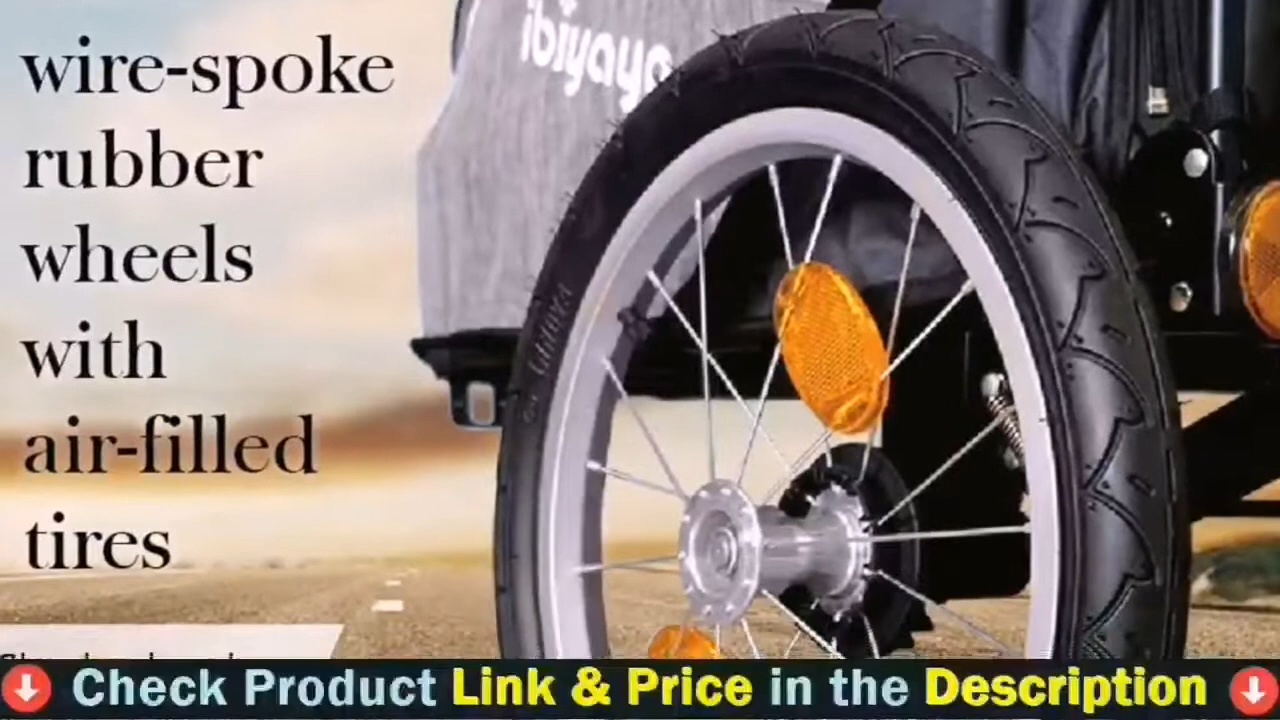 wire-spoke
rubber
wheels
with
air-filled
tires
ibiyaya
Check Product Link & Price in the Description